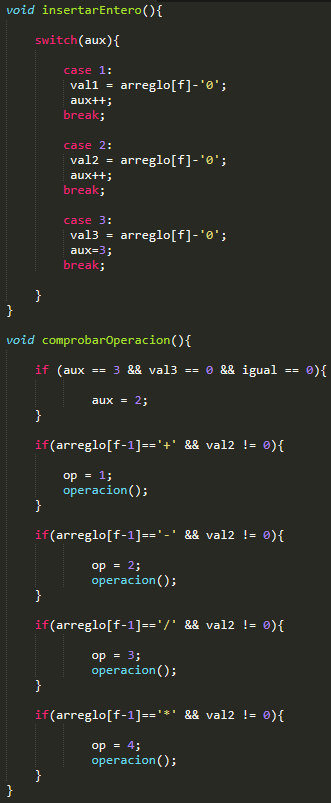 void insertarEntero(){
switch(aux){
case 1:
val1 = arreglo[f]-'0';
aux++;
break;
case 2:
val2 = arreglo[f]-'0';
aux++;
break;
case 3:
val3 = arreglo[f]-'0';
aux=3;
break;
}
}
void comprobarOperacion(){
if (aux == 3 && val3 == 0 && igual == 0){
aux = 2;
}
if(arreglo[f-1]=='+' && val2 != 0){
op = 1;
operacion();
}
if(arreglo[f-1]=='-' && val2 != 0){
op = 2;
operacion();
}
if(arreglo[f-1]=='/' && val2 != 0){
op = 3;
operacion();
}
if(arreglo[f-1]=='*' && val2 != 0){
op = 4;
operacion();
}
}